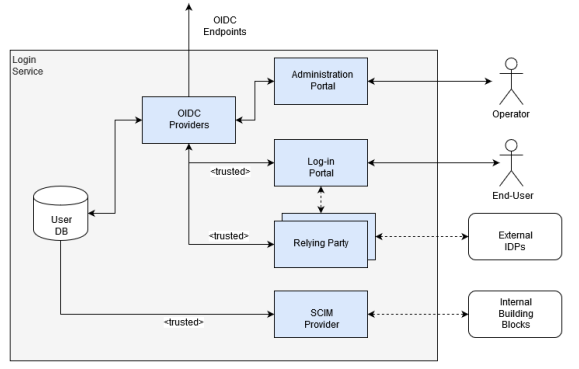 OIDC
Endpoints
Login
Service
Administration
Portal
Operator
OIDC
Providers
Log-in
Portal
<trusted>
End-User
User
DB
<trusted>
Relying Party
External
IDPs
SCIM
Provider
<trusted>
Internal
Building
Blocks